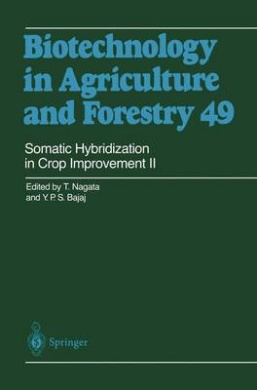 Biotechnology
in Agriculture
and Forestry 49
Somatic Hybridization
in Crop Improvement II
Edited by T. Nagata
and Y. P. S. Bajaj
Springer